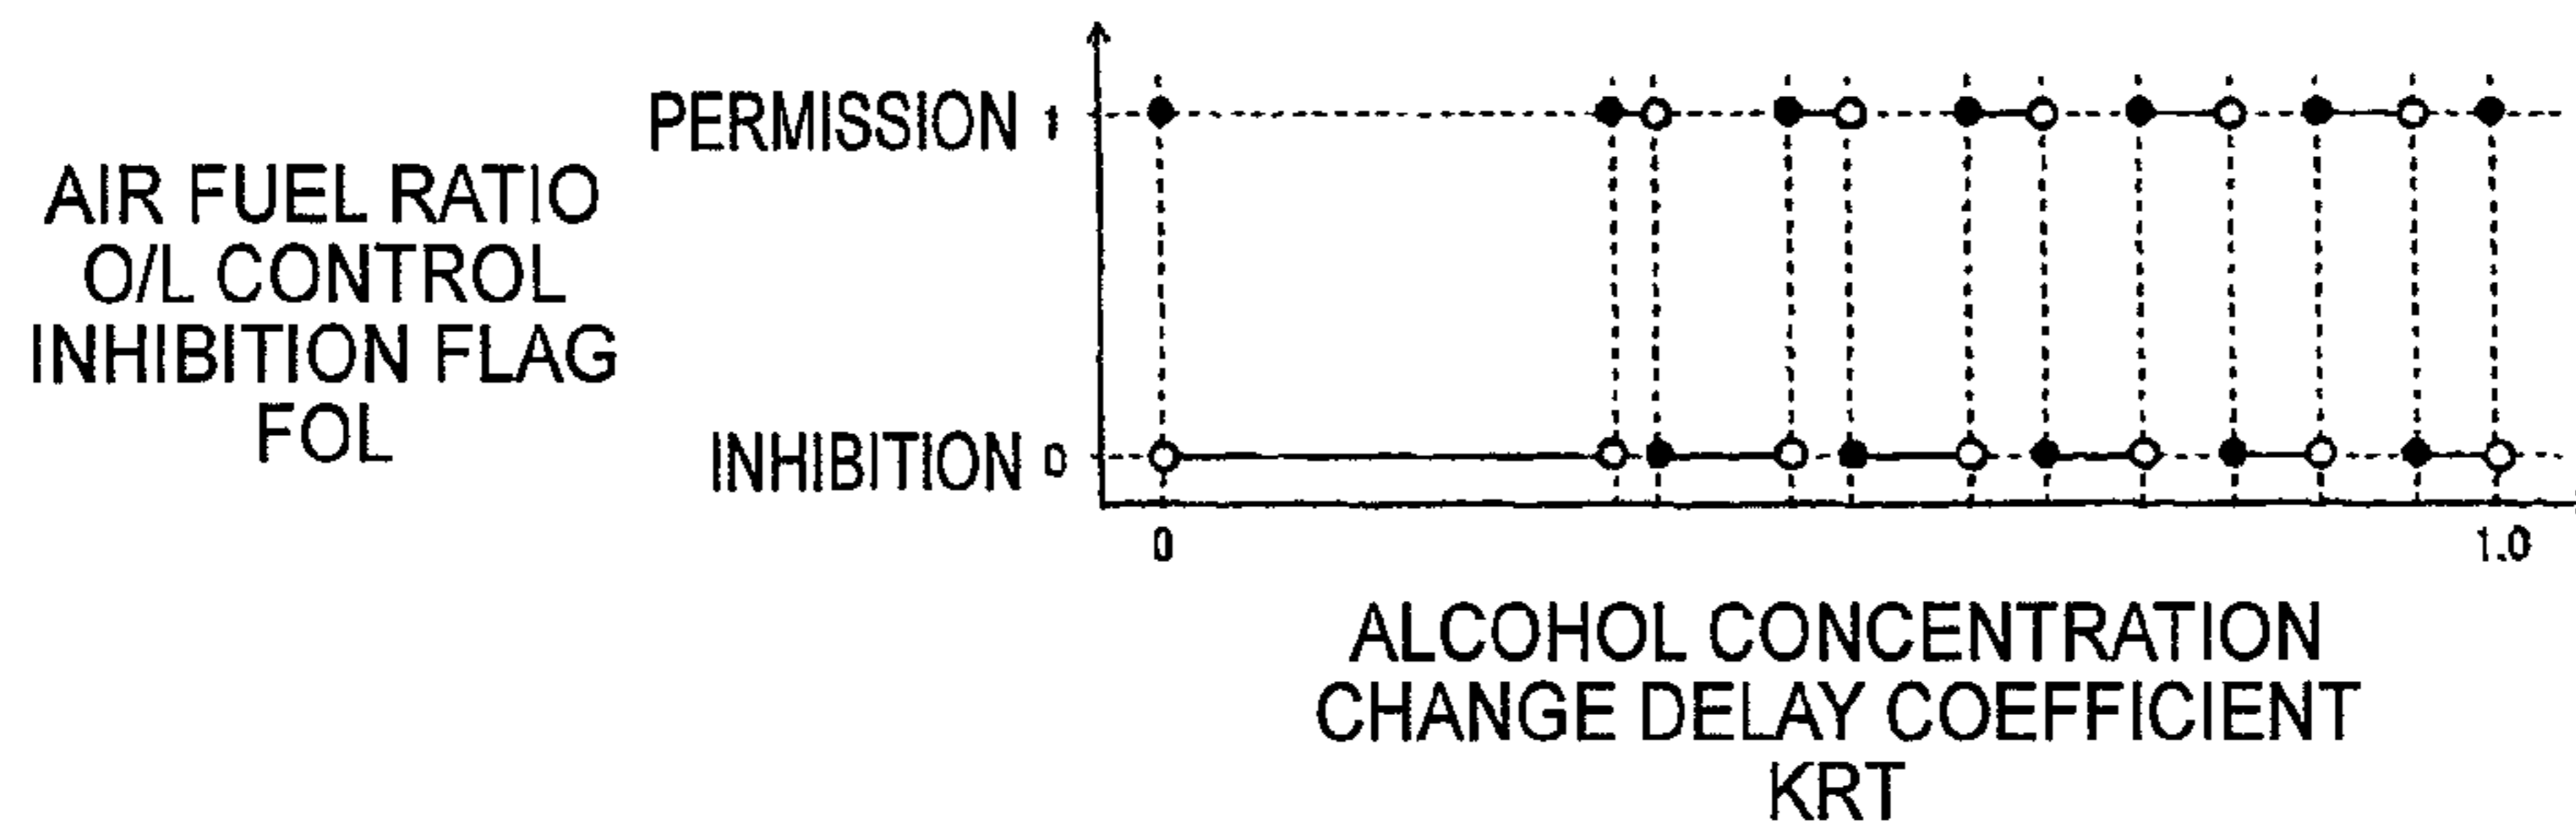 PERMISSION 1
AIR FUEL RATIO
O/L CONTROL
INHIBITION FLAG
FOL
INHIBITION 0
0 1.0
ALCOHOL CONCENTRATION
CHANGE DELAY COEFFICIENT
KRT